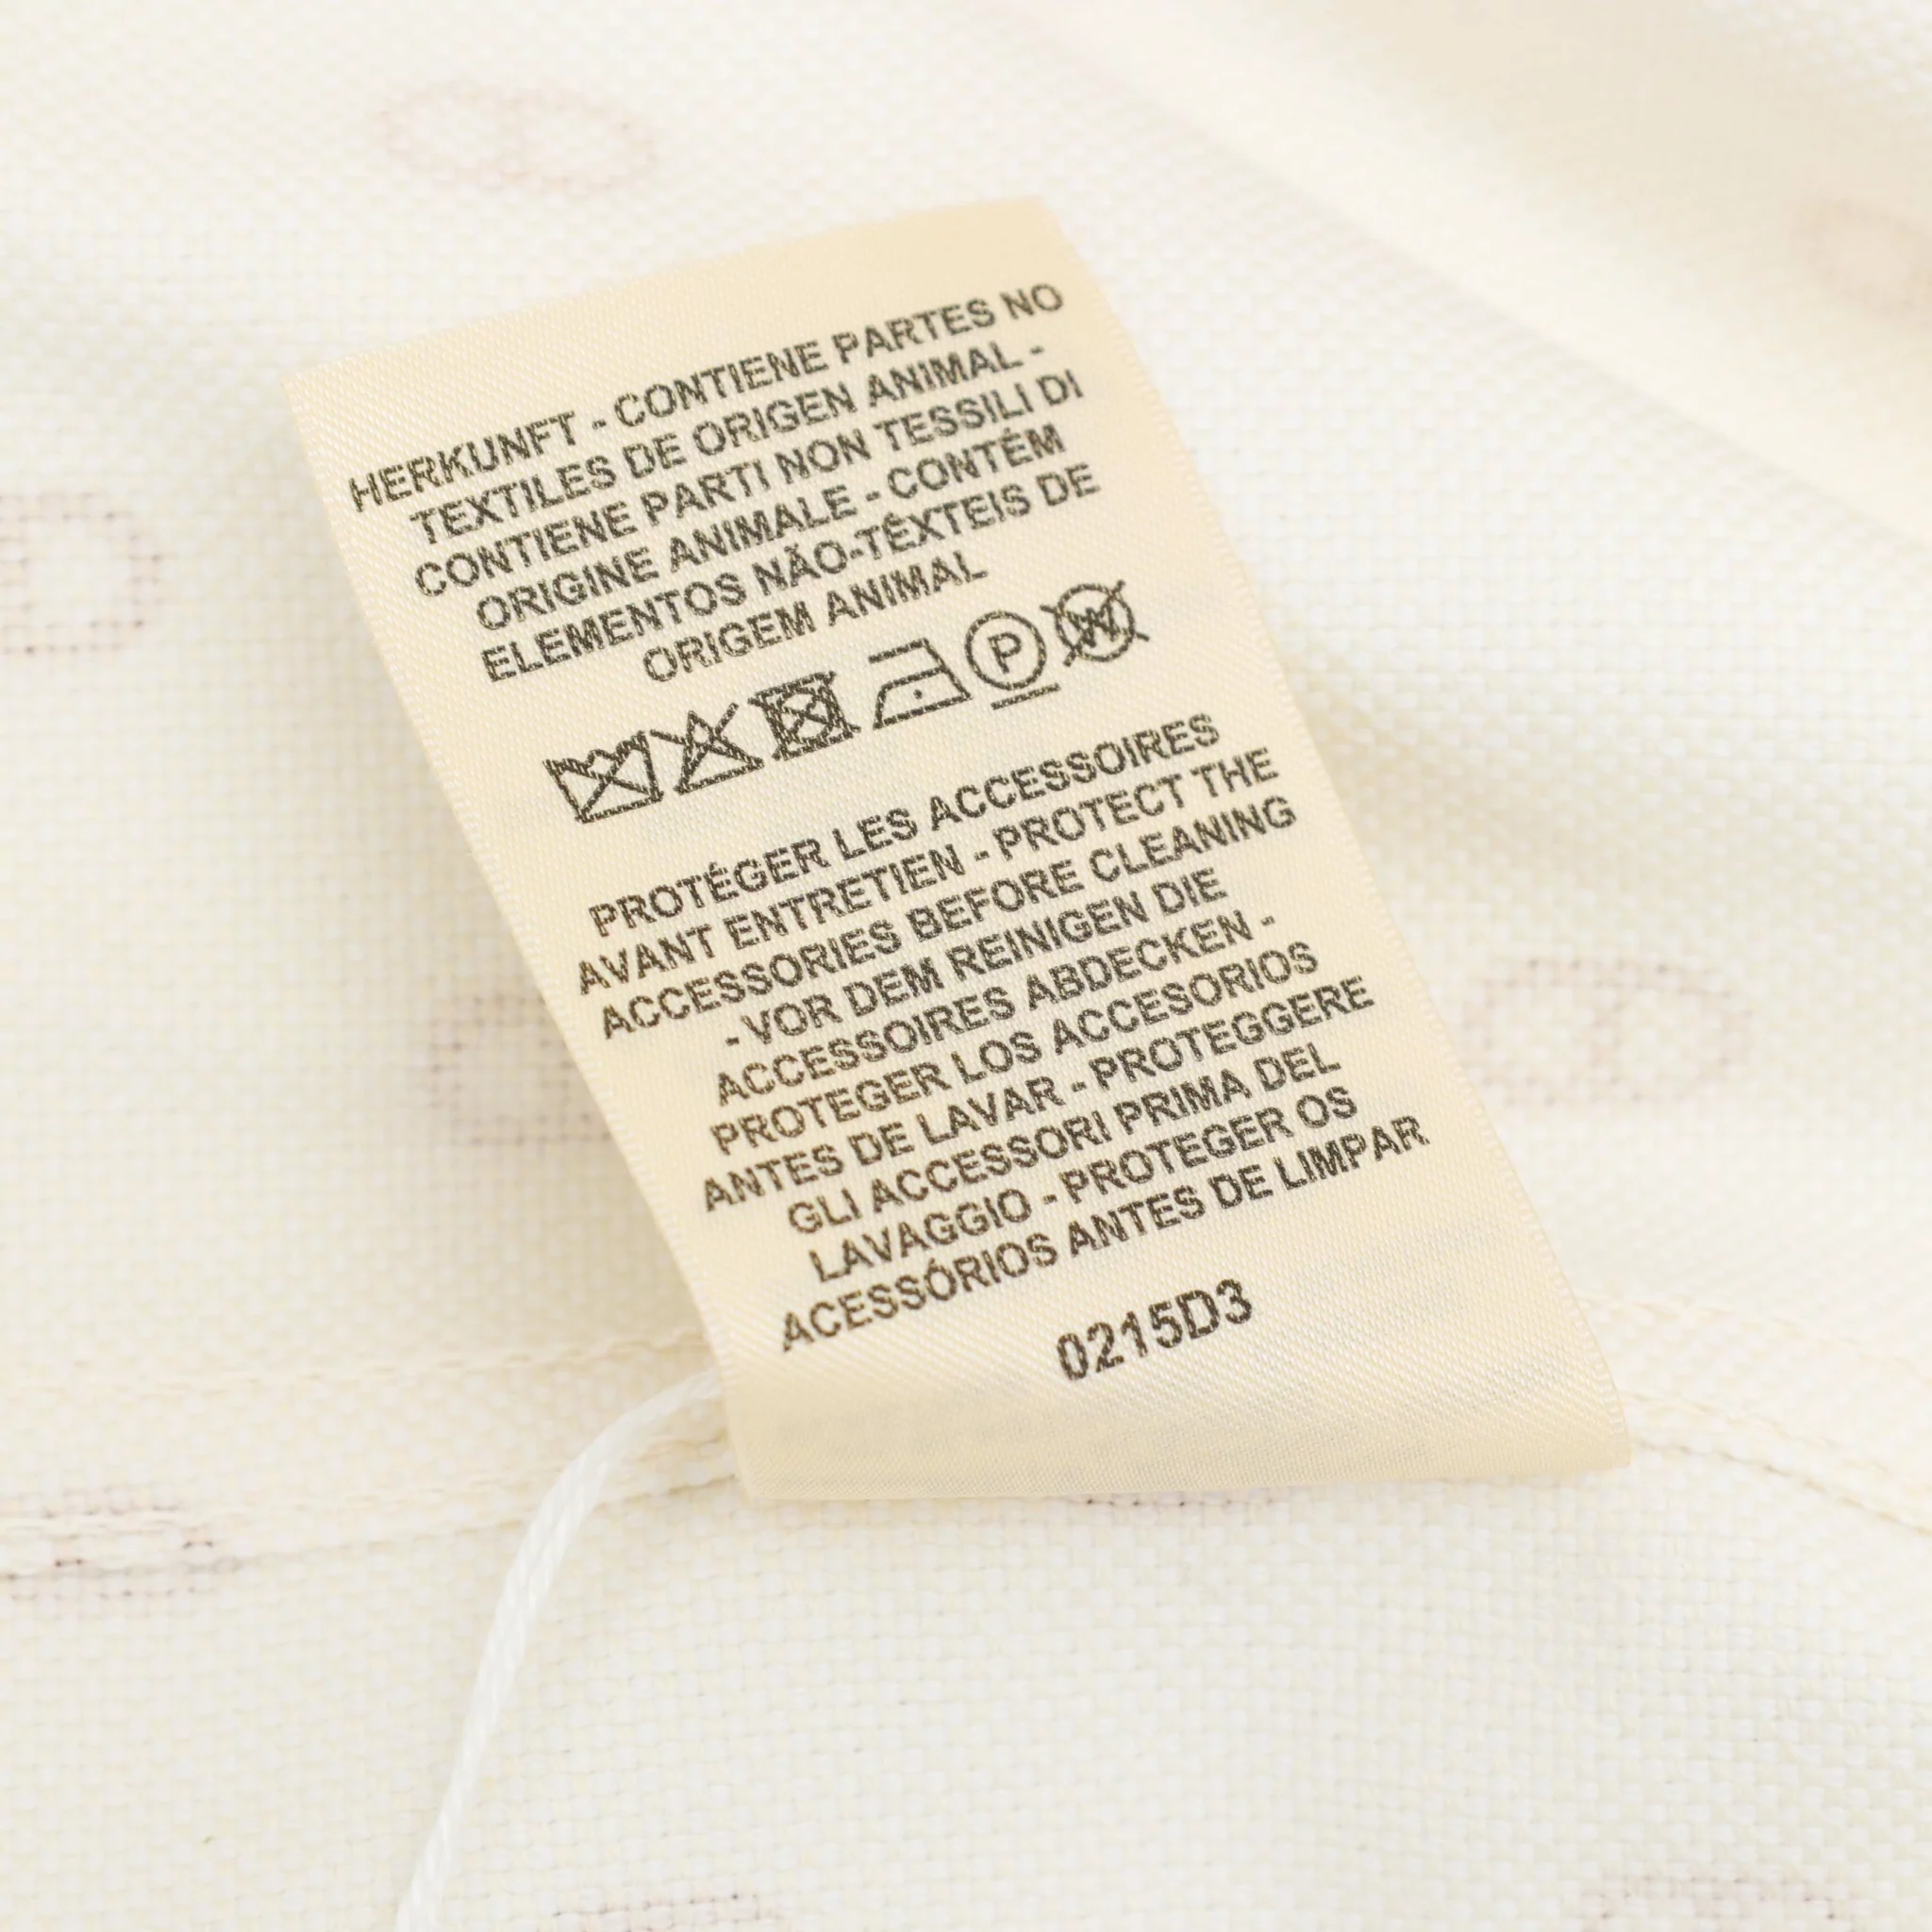 HERKUNFT - CONTIENE PARTES NO
TEXTILES DE ORIGEN ANIMAL -
CONTIENE PARTI NON TESSILI DI
ORIGINE ANIMALE - CONTÉM
ELEMENTOS NÃO-TÊXTEIS DE
ORIGEM ANIMAL
P W
PROTÉGER LES ACCESSOIRES
AVANT ENTRETIEN - PROTECT THE
ACCESSORIES BEFORE CLEANING
- VOR DEM REINIGEN DIE
ACCESSOIRES ABDECKEN -
PROTEGER LOS ACCESORIOS
ANTES DE LAVAR - PROTEGGERE
GLI ACCESSORI PRIMA DEL
LAVAGGIO - PROTEGER OS
ACESSÓRIOS ANTES DE LIMPAR
0215D3